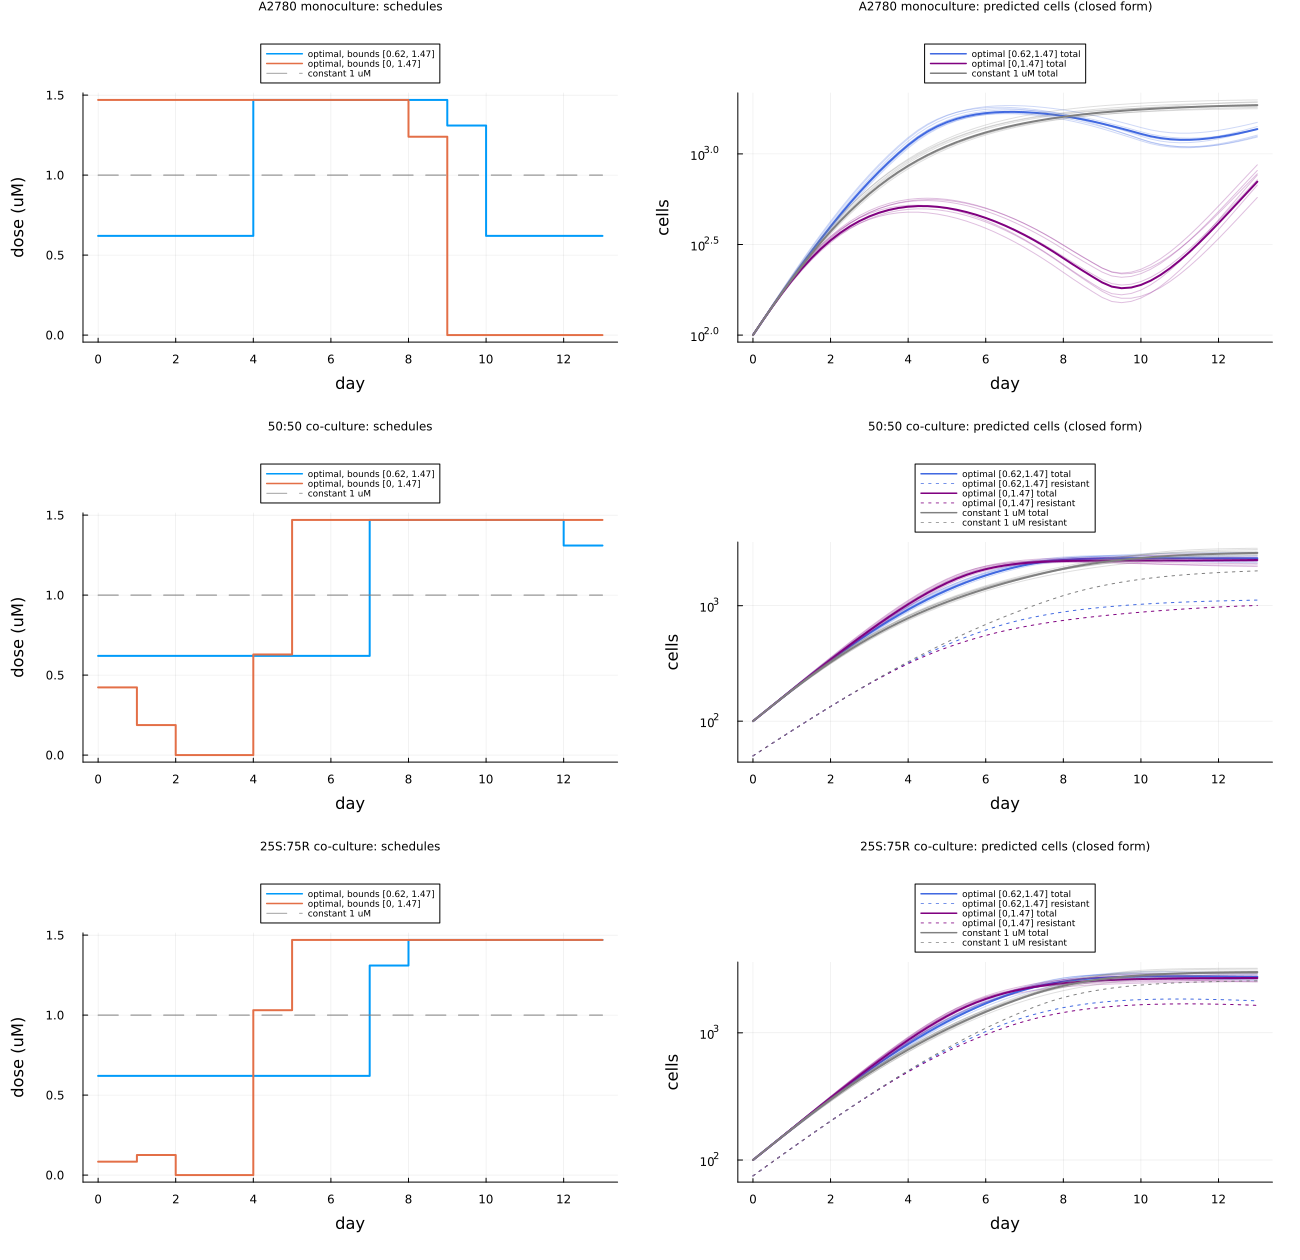 A2780 monoculture: schedules
optimal, bounds [0.62, 1.47]
optimal, bounds [0, 1.47]
constant 1 uM
dose (uM)
1.5
1.0
0.5
0.0
0 2 4 6 8 10 12
day
A2780 monoculture: predicted cells (closed form)
optimal [0.62,1.47] total
optimal [0,1.47] total
constant 1 uM total
cells
10^3.0
10^2.5
10^2.0
0 2 4 6 8 10 12
day
50:50 co-culture: schedules
optimal, bounds [0.62, 1.47]
optimal, bounds [0, 1.47]
constant 1 uM
dose (uM)
1.5
1.0
0.5
0.0
0 2 4 6 8 10 12
day
50:50 co-culture: predicted cells (closed form)
optimal [0.62,1.47] total
optimal [0.62,1.47] resistant
optimal [0,1.47] total
optimal [0,1.47] resistant
constant 1 uM total
constant 1 uM resistant
cells
10^3
10^2
0 2 4 6 8 10 12
day
25S:75R co-culture: schedules
optimal, bounds [0.62, 1.47]
optimal, bounds [0, 1.47]
constant 1 uM
dose (uM)
1.5
1.0
0.5
0.0
0 2 4 6 8 10 12
day
25S:75R co-culture: predicted cells (closed form)
optimal [0.62,1.47] total
optimal [0.62,1.47] resistant
optimal [0,1.47] total
optimal [0,1.47] resistant
constant 1 uM total
constant 1 uM resistant
cells
10^3
10^2
0 2 4 6 8 10 12
day